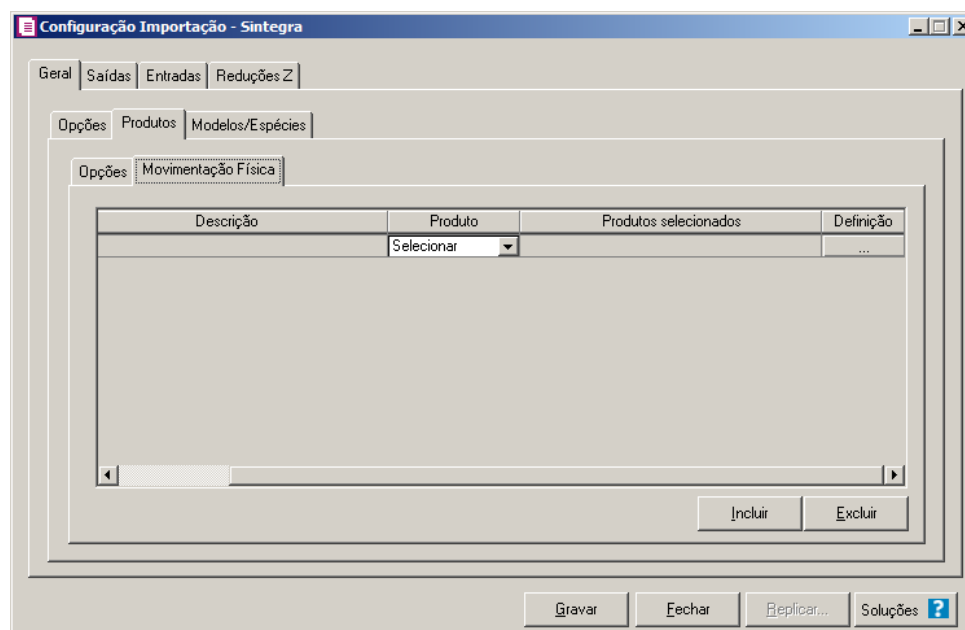 Configuração Importação - Sintegra
Geral Saídas Entradas Reduções Z
Opções Produtos Modelos/Espécies
Opções Movimentação Física
Descrição Produto Produtos selecionados Definição
Selecionar ...
Incluir Excluir
Gravar Fechar Replicar... Soluções ?